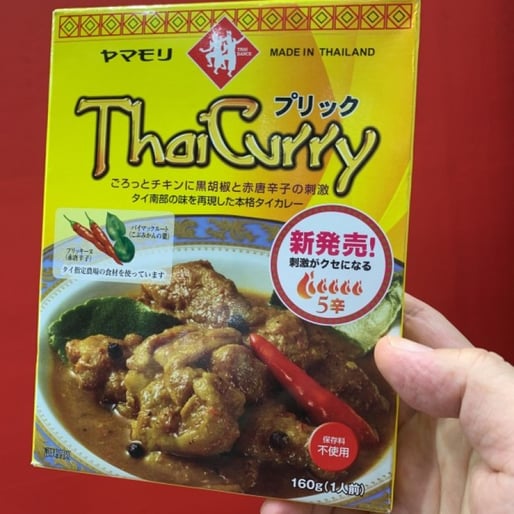 ヤマモリ
THAI DANCE
MADE IN THAILAND
プリック
Thai Curry
ごろっとチキンに黒胡椒と赤唐辛子の刺激
タイ南部の味を再現した本格タイカレー
バイマックルート
(こぶみかんの葉)
プリッキーヌ
(赤唐辛子)
タイ指定農場の食材を使っています
新発売!
刺激がクセになる
5辛
保存料
不使用
160g(1人前)